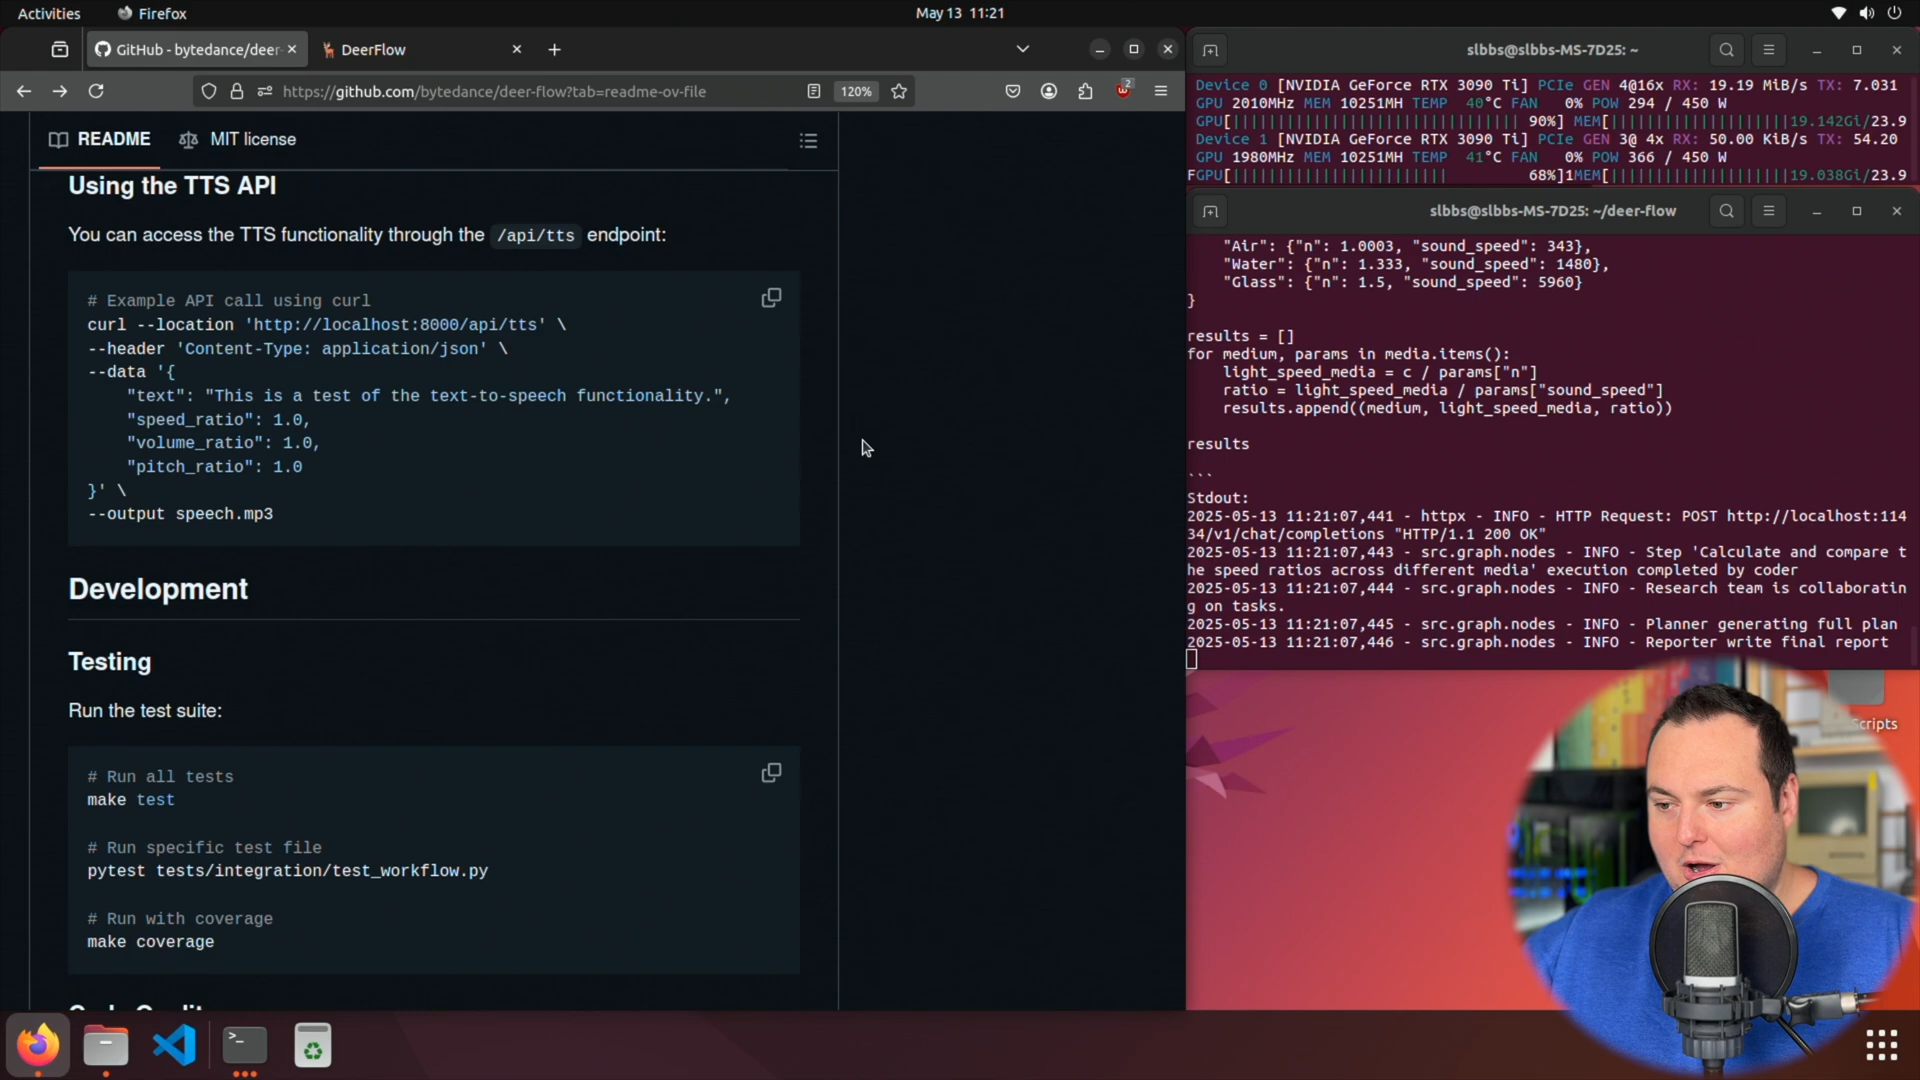 Activities
Firefox
May 13 11:21
GitHub - bytedance/deer-
DeerFlow
https://github.com/bytedance/deer-flow?tab=readme-ov-file
120%
2
README
MIT license
Using the TTS API
You can access the TTS functionality through the /api/tts endpoint:
# Example API call using curl
curl --location 'http://localhost:8000/api/tts' \
--header 'Content-Type: application/json' \
--data '{
"text": "This is a test of the text-to-speech functionality.",
"speed_ratio": 1.0,
"volume_ratio": 1.0,
"pitch_ratio": 1.0
}' \
--output speech.mp3
Development
Testing
Run the test suite:
# Run all tests
make test
# Run specific test file
pytest tests/integration/test_workflow.py
# Run with coverage
make coverage
slbbs@slbbs-MS-7D25: ~
Device 0 [NVIDIA GeForce RTX 3090 Ti] PCIe GEN 4@16x RX: 19.19 MiB/s TX: 7.031
GPU 2010MHz MEM 10251MH TEMP 40°C FAN 0% POW 294 / 450 W
GPU[|||||||||||||||||||||||||||||||| 90%] MEM[||||||||||||||||||||19.142Gi/23.9
Device 1 [NVIDIA GeForce RTX 3090 Ti] PCIe GEN 3@ 4x RX: 50.00 KiB/s TX: 54.20
GPU 1980MHz MEM 10251MH TEMP 41°C FAN 0% POW 366 / 450 W
FGPU[|||||||||||||||||||||||| 68%]1MEM[||||||||||||||||||||19.038Gi/23.9
slbbs@slbbs-MS-7D25: ~/deer-flow
"Air": {"n": 1.0003, "sound_speed": 343},
"Water": {"n": 1.333, "sound_speed": 1480},
"Glass": {"n": 1.5, "sound_speed": 5960}
}
results = []
for medium, params in media.items():
light_speed_media = c / params["n"]
ratio = light_speed_media / params["sound_speed"]
results.append((medium, light_speed_media, ratio))
results
```
Stdout:
2025-05-13 11:21:07,441 - httpx - INFO - HTTP Request: POST http://localhost:114
34/v1/chat/completions "HTTP/1.1 200 OK"
2025-05-13 11:21:07,443 - src.graph.nodes - INFO - Step 'Calculate and compare t
he speed ratios across different media' execution completed by coder
2025-05-13 11:21:07,444 - src.graph.nodes - INFO - Research team is collaboratin
g on tasks.
2025-05-13 11:21:07,445 - src.graph.nodes - INFO - Planner generating full plan
2025-05-13 11:21:07,446 - src.graph.nodes - INFO - Reporter write final report
Scripts